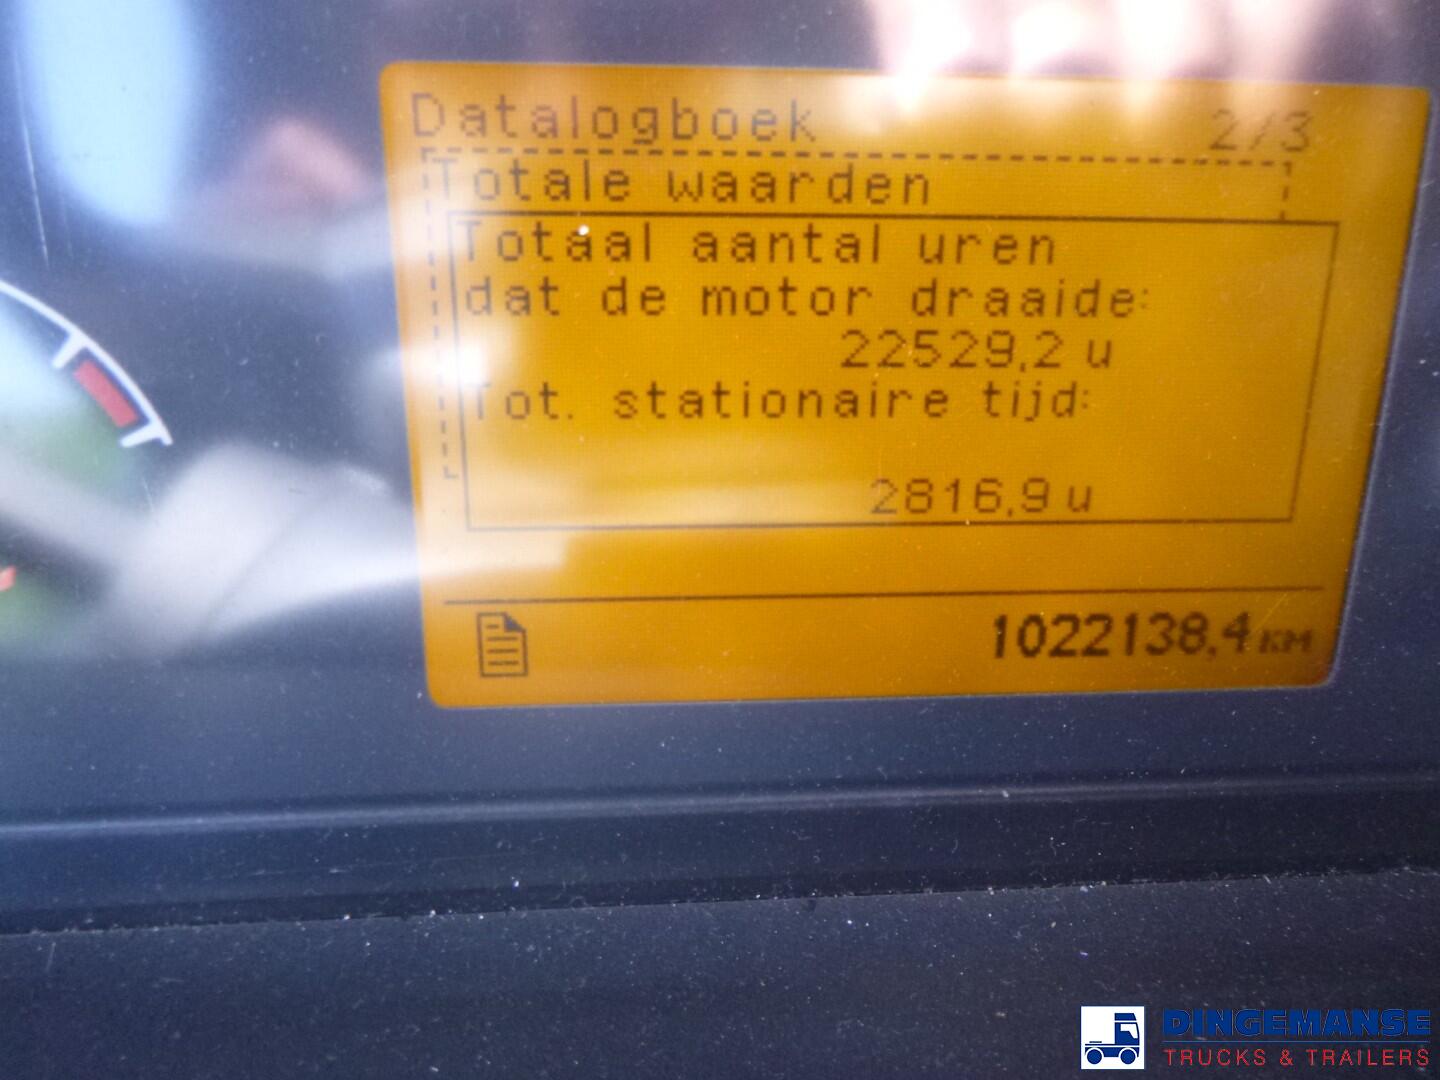 Datalogboek 2/3
Totale waarden
Totaal aantal uren
dat de motor draaide:
22529,2 u
Tot. stationaire tijd:
2816,9 u
1022138,4 KM
DINGEMANSE
TRUCKS & TRAILERS